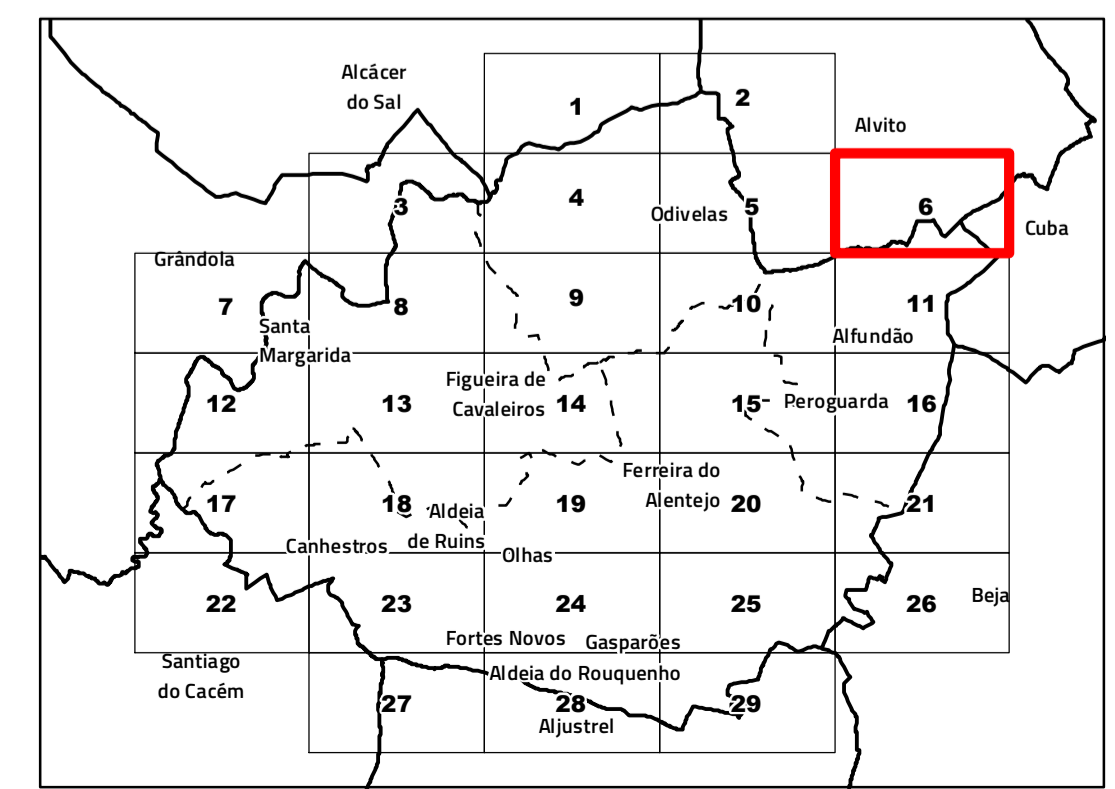 Alcácer
do Sal
1
2
Alvito
3
4
Odivelas
5
6
Cuba
Grândola
7
Santa
Margarida
8
9
10
11
Alfundão
12
13
Figueira de
Cavaleiros
14
15
Peroguarda
16
17
18
Aldeia
de Ruins
19
Ferreira do
Alentejo
20
21
Canhestros
Olhas
22
23
24
25
26
Beja
Fortes Novos
Gasparões
Santiago
do Cacém
Aldeia do Rouquenho
27
28
29
Aljustrel